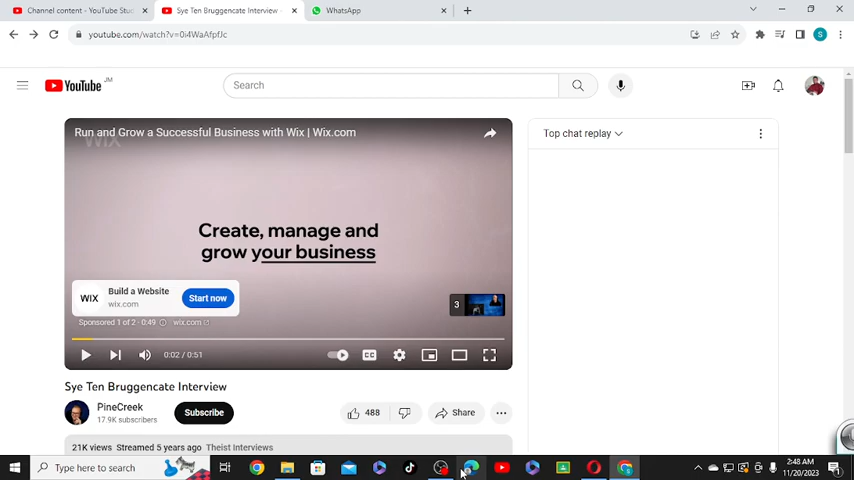 Channel content - YouTube Stu
Sye Ten Bruggencate Interview -
WhatsApp
youtube.com/watch?v=0i4WaAfpfJc
S
YouTube JM
Search
WIX
Run and Grow a Successful Business with Wix | Wix.com
Create, manage and
grow your business
WIX
Build a Website
wix.com
Start now
3
Sponsored 1 of 2 · 0:49
wix.com
0:02 / 0:51
CC
Top chat replay
Sye Ten Bruggencate Interview
PineCreek
17.9K subscribers
Subscribe
488
Share
21K views Streamed 5 years ago Theist Interviews
Type here to search
2:48 AM
11/20/2023